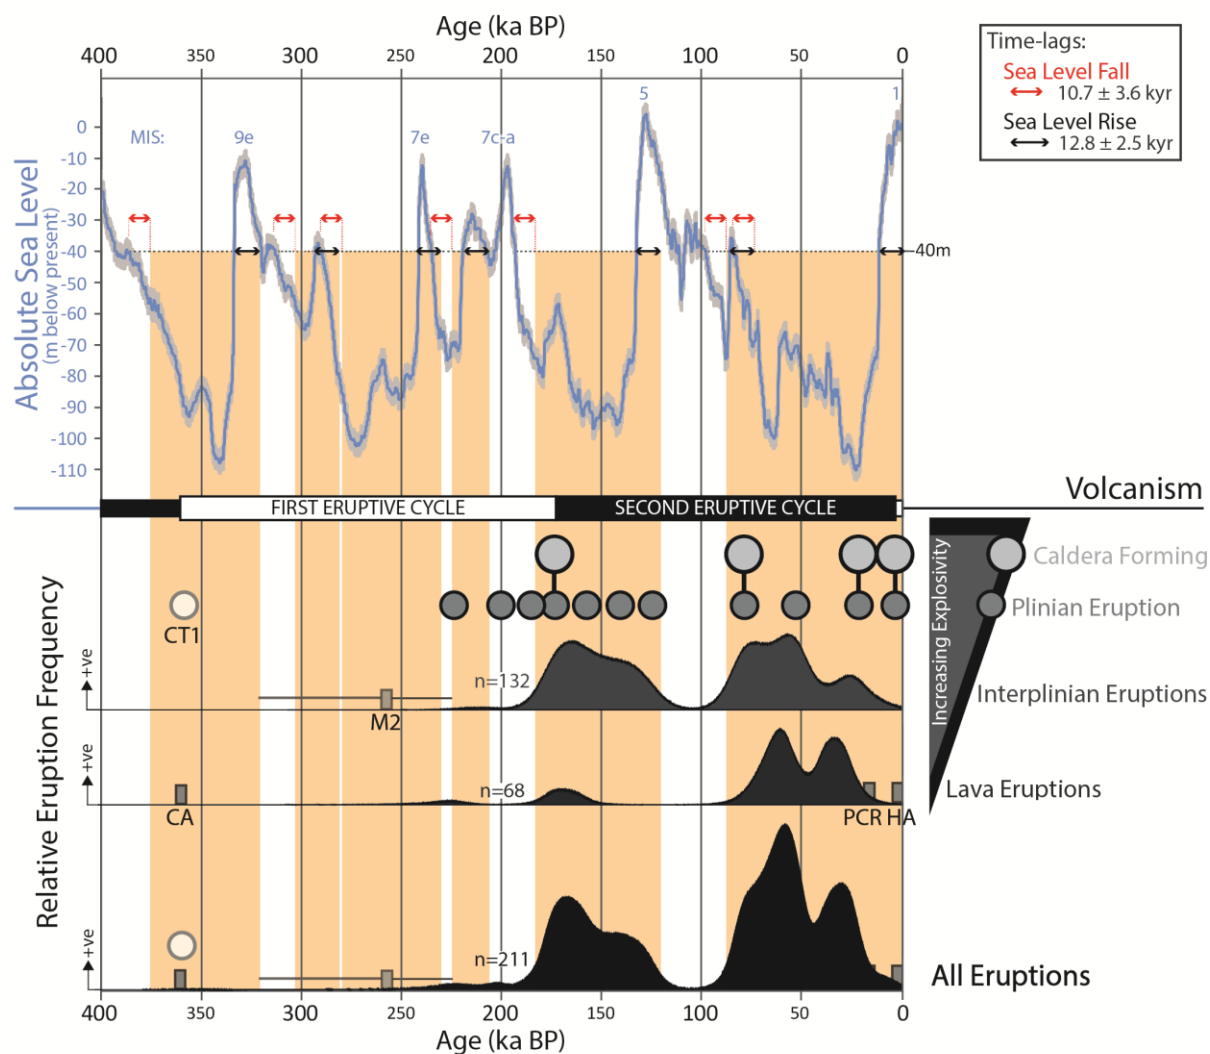 Age (ka BP)
400 350 300 250 200 150 100 50 0
Time-lags:
Sea Level Fall
10.7 ± 3.6 kyr
Sea Level Rise
12.8 ± 2.5 kyr
Absolute Sea Level
(m below present)
0
-10
-20
-30
-40
-50
-60
-70
-80
-90
-100
-110
MIS: 9e 7e 7c-a 5 1
-40m
Volcanism
FIRST ERUPTIVE CYCLE SECOND ERUPTIVE CYCLE
Relative Eruption Frequency
CT1
+ve
n=132
M2
+ve
n=68
CA PCR HA
+ve
n=211
Increasing Explosivity
Caldera Forming
Plinian Eruption
Interplinian Eruptions
Lava Eruptions
All Eruptions
400 350 300 250 200 150 100 50 0
Age (ka BP)